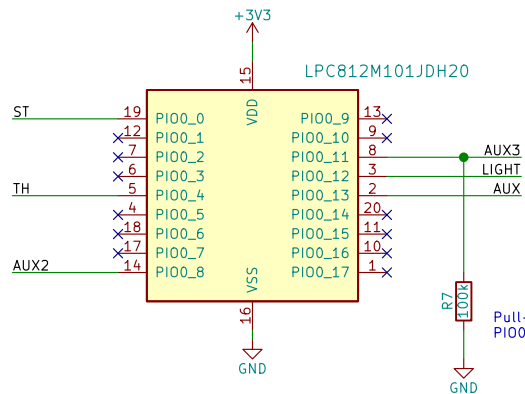 +3V3
LPC812M101JDH20
15
VDD
ST 19 PIO0_0 PIO0_9 13
12 PIO0_1 PIO0_10 9
7 PIO0_2 PIO0_11 8 AUX3
6 PIO0_3 PIO0_12 3 LIGHT
TH 5 PIO0_4 PIO0_13 2 AUX
4 PIO0_5 PIO0_14 20
18 PIO0_6 PIO0_15 11
17 PIO0_7 PIO0_16 10
AUX2 14 PIO0_8 PIO0_17 1
VSS
16
GND
R7 100k
Pull-
PIO0
GND